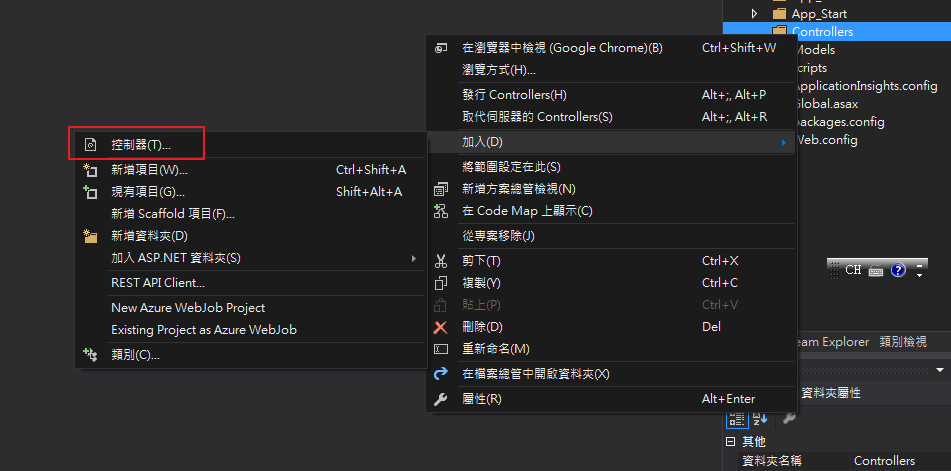 App_Start
Controllers
Models
cripts
ApplicationInsights.config
Global.asax
packages.config
Web.config
在瀏覽器中檢視 (Google Chrome)(B) Ctrl+Shift+W
瀏覽方式(H)...
發行 Controllers(H) Alt+;, Alt+P
取代伺服器的 Controllers(S) Alt+;, Alt+R
加入(D)
將範圍設定在此(S)
新增方案總管檢視(N)
在 Code Map 上顯示(C)
從專案移除(J)
剪下(T) Ctrl+X
複製(Y) Ctrl+C
貼上(P) Ctrl+V
刪除(D) Del
重新命名(M)
在檔案總管中開啟資料夾(X)
屬性(R) Alt+Enter
控制器(T)...
新增項目(W)... Ctrl+Shift+A
現有項目(G)... Shift+Alt+A
新增 Scaffold 項目(F)...
新增資料夾(D)
加入 ASP.NET 資料夾(S)
REST API Client...
New Azure WebJob Project
Existing Project as Azure WebJob
類別(C)...
CH
eam Explorer 類別檢視
資料夾屬性
其他
資料夾名稱 Controllers